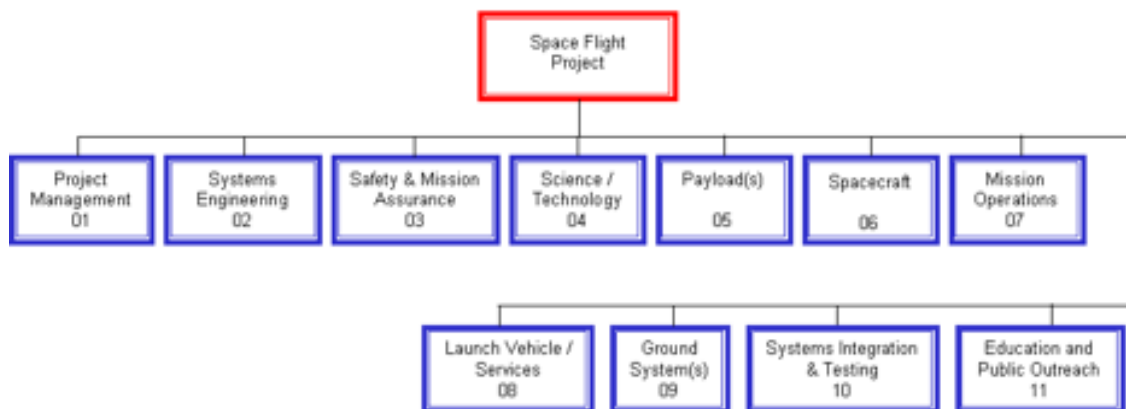 Space Flight
Project
Project
Management
01
Systems
Engineering
02
Safety & Mission
Assurance
03
Science /
Technology
04
Payload(s)
05
Spacecraft
06
Mission
Operations
07
Launch Vehicle /
Services
08
Ground
System(s)
09
Systems Integration
& Testing
10
Education and
Public Outreach
11